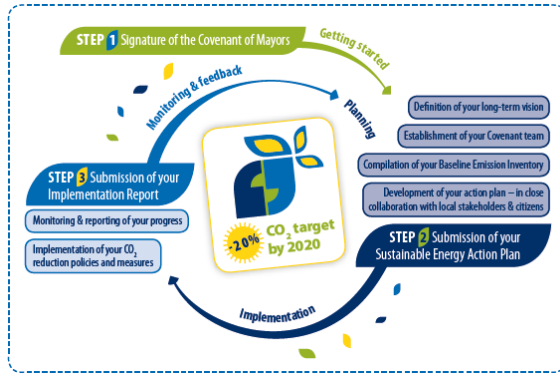 STEP 1 Signature of the Covenant of Mayors
Getting started
Monitoring & feedback
Planning
Definition of your long-term vision
Establishment of your Covenant team
Compilation of your Baseline Emission Inventory
Development of your action plan – in close
collaboration with local stakeholders & citizens
STEP 2 Submission of your
Sustainable Energy Action Plan
STEP 3 Submission of your
Implementation Report
Monitoring & reporting of your progress
Implementation of your CO2
reduction policies and measures
-20%
CO2 target
by 2020
Implementation